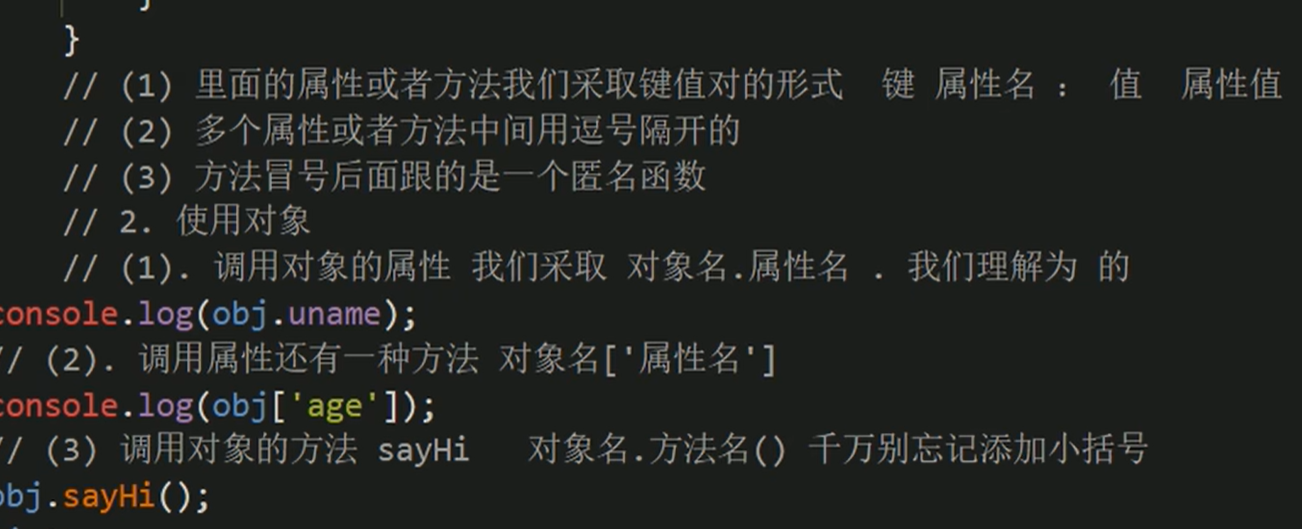 }
// (1) 里面的属性或者方法我们采取键值对的形式 键 属性名 : 值 属性值
// (2) 多个属性或者方法中间用逗号隔开的
// (3) 方法冒号后面跟的是一个匿名函数
// 2. 使用对象
// (1). 调用对象的属性 我们采取 对象名.属性名 . 我们理解为 的
console.log(obj.uname);
// (2). 调用属性还有一种方法 对象名['属性名']
console.log(obj['age']);
// (3) 调用对象的方法 sayHi 对象名.方法名() 千万别忘记添加小括号
obj.sayHi();